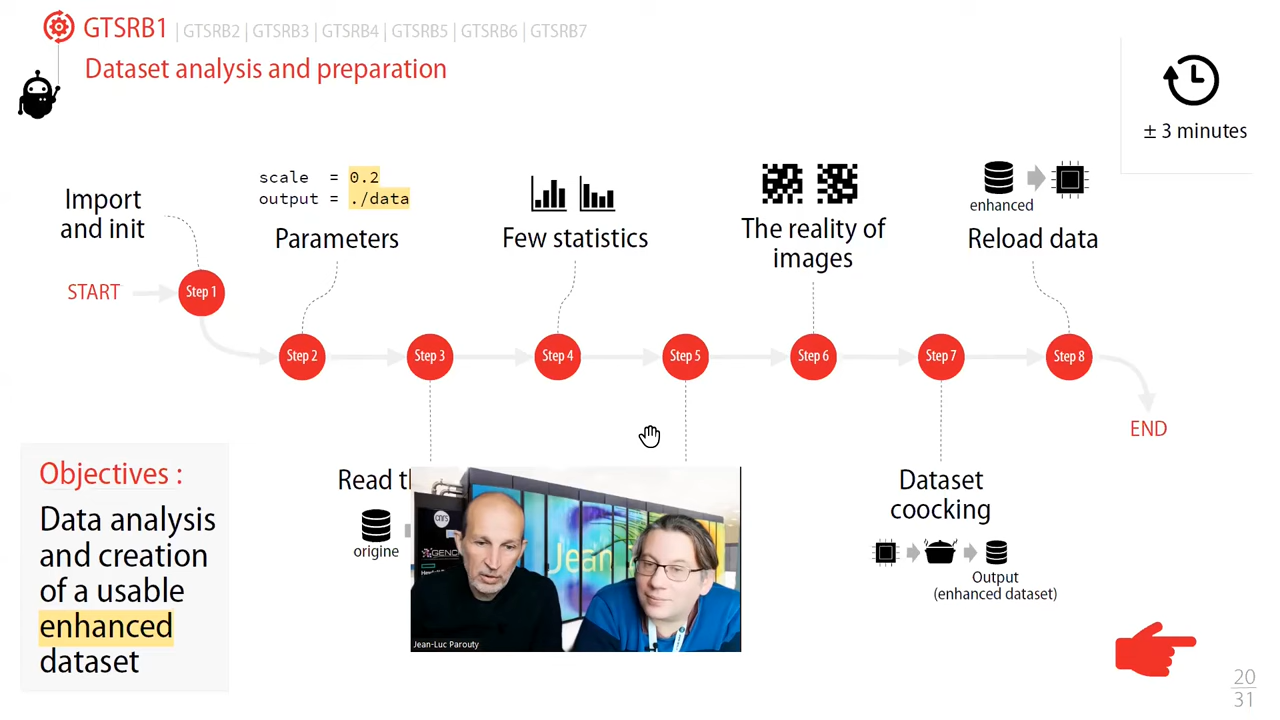 GTSRB1 | GTSRB2 | GTSRB3 | GTSRB4 | GTSRB5 | GTSRB6 | GTSRB7
Dataset analysis and preparation
± 3 minutes
Import
and init
scale = 0.2
output = ./data
Parameters
Few statistics
The reality of
images
enhanced
Reload data
START
Step 1
Step 2
Step 3
Step 4
Step 5
Step 6
Step 7
Step 8
END
Read
origine
Dataset
coocking
Output
(enhanced dataset)
Objectives :
Data analysis
and creation
of a usable
enhanced
dataset
cnrs
GENCI
Jean
Jean-Luc Parouty
20
31